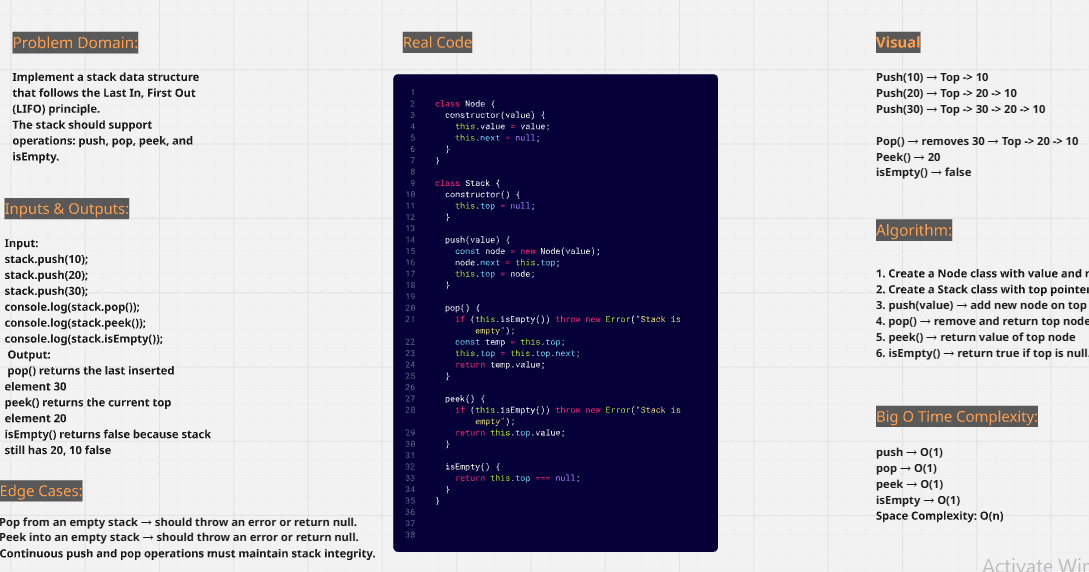 Problem Domain:
Implement a stack data structure
that follows the Last In, First Out
(LIFO) principle.
The stack should support
operations: push, pop, peek, and
isEmpty.
Inputs & Outputs:
Input:
stack.push(10);
stack.push(20);
stack.push(30);
console.log(stack.pop());
console.log(stack.peek());
console.log(stack.isEmpty());
Output:
pop() returns the last inserted
element 30
peek() returns the current top
element 20
isEmpty() returns false because stack
still has 20, 10 false
Edge Cases:
Pop from an empty stack → should throw an error or return null.
Peek into an empty stack → should throw an error or return null.
Continuous push and pop operations must maintain stack integrity.
Real Code
1
2 class Node {
3 constructor(value) {
4 this.value = value;
5 this.next = null;
6 }
7 }
8
9 class Stack {
10 constructor() {
11 this.top = null;
12 }
13
14 push(value) {
15 const node = new Node(value);
16 node.next = this.top;
17 this.top = node;
18 }
19
20 pop() {
21 if (this.isEmpty()) throw new Error("Stack is
empty");
22 const temp = this.top;
23 this.top = this.top.next;
24 return temp.value;
25 }
26
27 peek() {
28 if (this.isEmpty()) throw new Error("Stack is
empty");
29 return this.top.value;
30 }
31
32 isEmpty() {
33 return this.top === null;
34 }
35 }
36
37
38
Visual
Push(10) → Top -> 10
Push(20) → Top -> 20 -> 10
Push(30) → Top -> 30 -> 20 -> 10
Pop() → removes 30 → Top -> 20 -> 10
Peek() → 20
isEmpty() → false
Algorithm:
1. Create a Node class with value and
2. Create a Stack class with top pointer
3. push(value) → add new node on top
4. pop() → remove and return top node
5. peek() → return value of top node
6. isEmpty() → return true if top is null.
Big O Time Complexity:
push → O(1)
pop → O(1)
peek → O(1)
isEmpty → O(1)
Space Complexity: O(n)
Activate